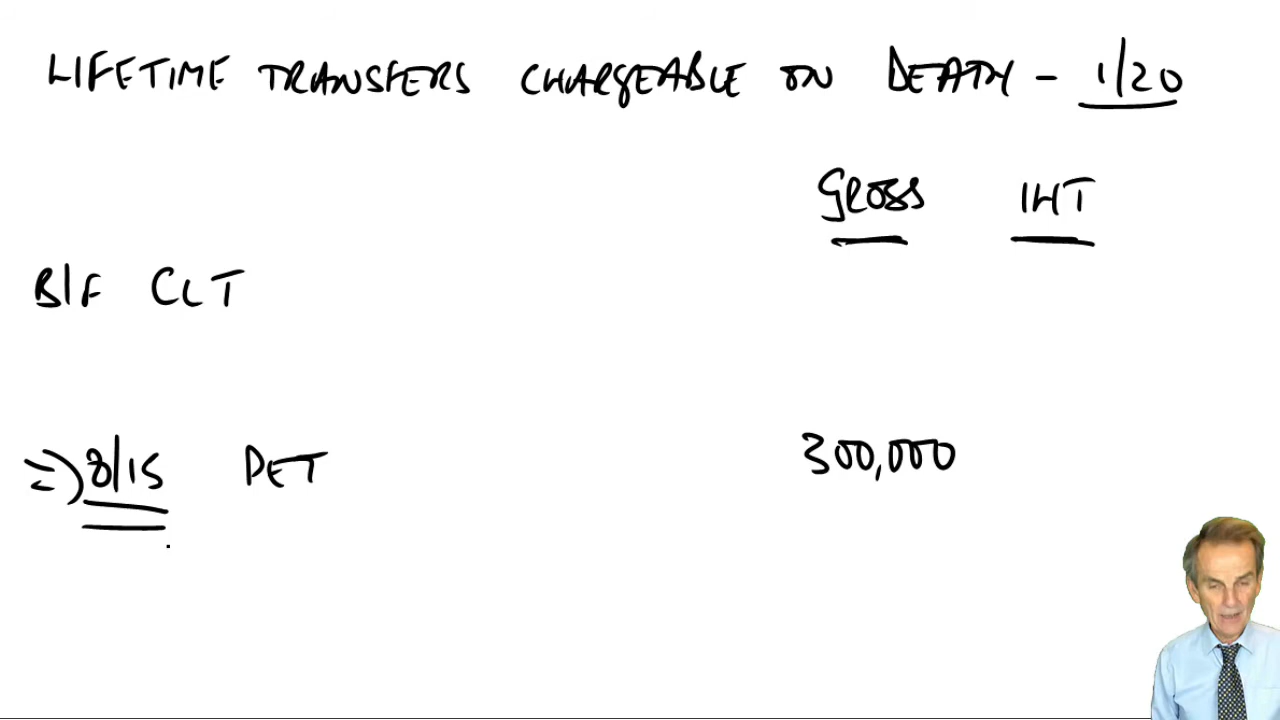 LIFETIME TRANSFERS CHARGEABLE ON DEATH - 1/20
GROSS IHT
B/F CLT
=> 8/15 PET 300,000